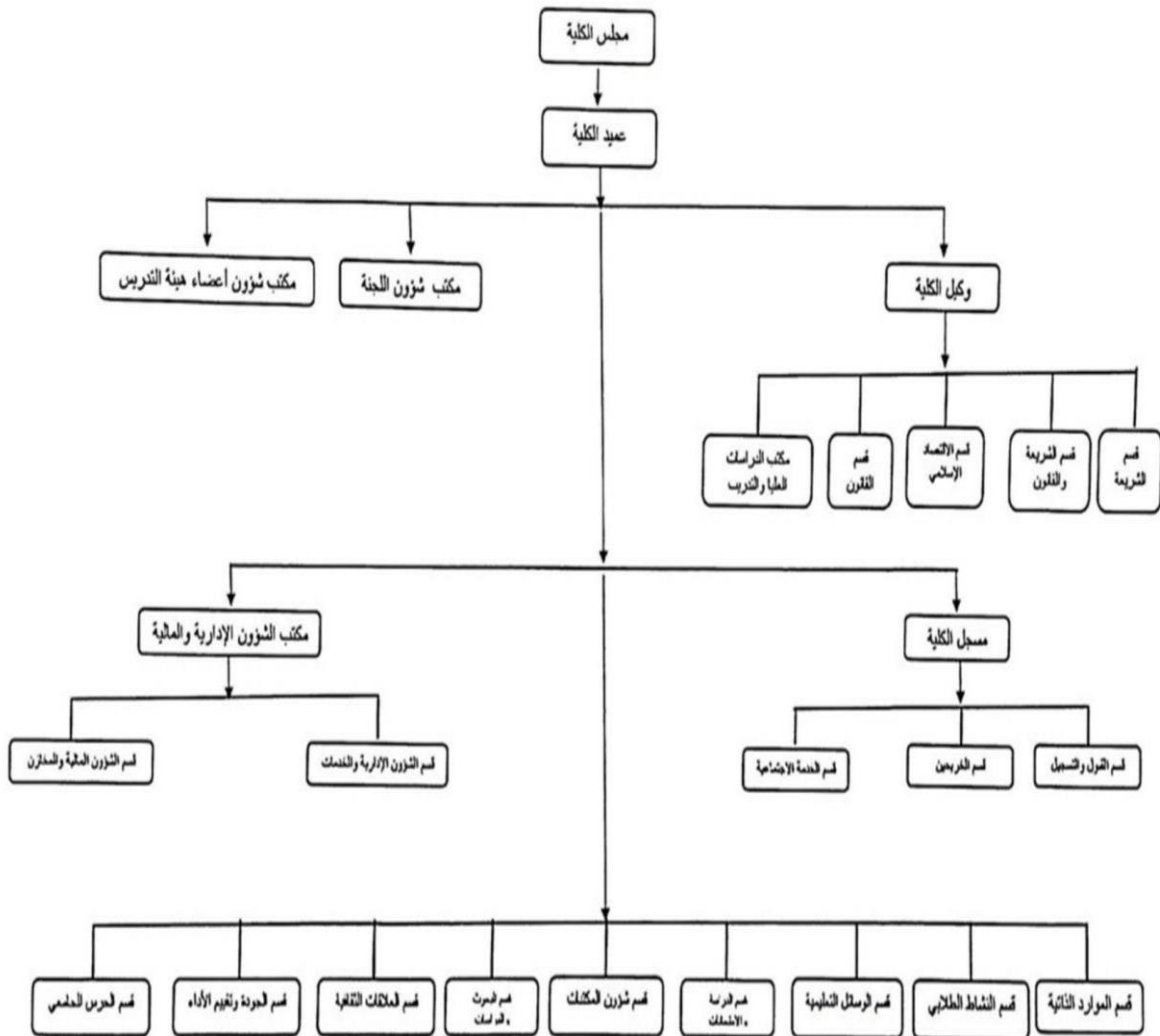 مجلس الكلية
عميد الكلية
وكيل الكلية
مكتب شؤون اللجنة
مكتب شؤون أعضاء هيئة التدريس
قسم
الشريعة
قسم الشريعة
والقانون
قسم الاقتصاد
الإسلامي
قسم
القانون
مكتب الدراسات
العليا والتدريب
مسجل الكلية
مكتب الشؤون الإدارية والمالية
قسم القبول والتسجيل
قسم الخريجين
قسم الخدمة الاجتماعية
قسم الشؤون الإدارية والخدمات
قسم الشؤون المالية والمخازن
قسم الموارد الذاتية
قسم النشاط الطلابي
قسم الوسائل التعليمية
قسم الدراسة
والامتحانات
قسم شؤون المكتبات
قسم البحوث
والدراسات
قسم العلاقات الثقافية
قسم الجودة وتقييم الأداء
قسم الحرس الجامعي